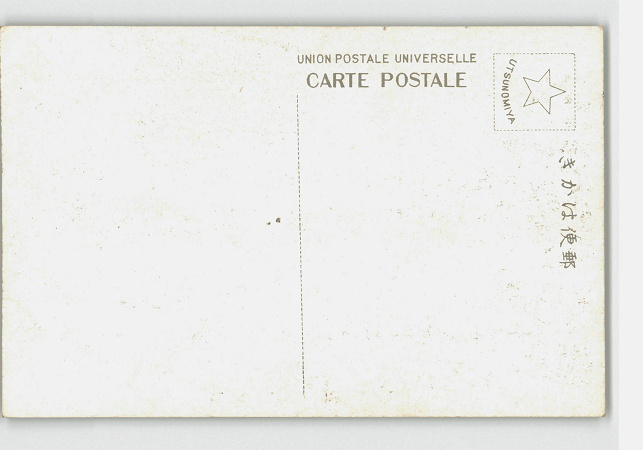 UNION POSTALE UNIVERSELLE
CARTE POSTALE
UTSUNOMIYA
きかは便郵